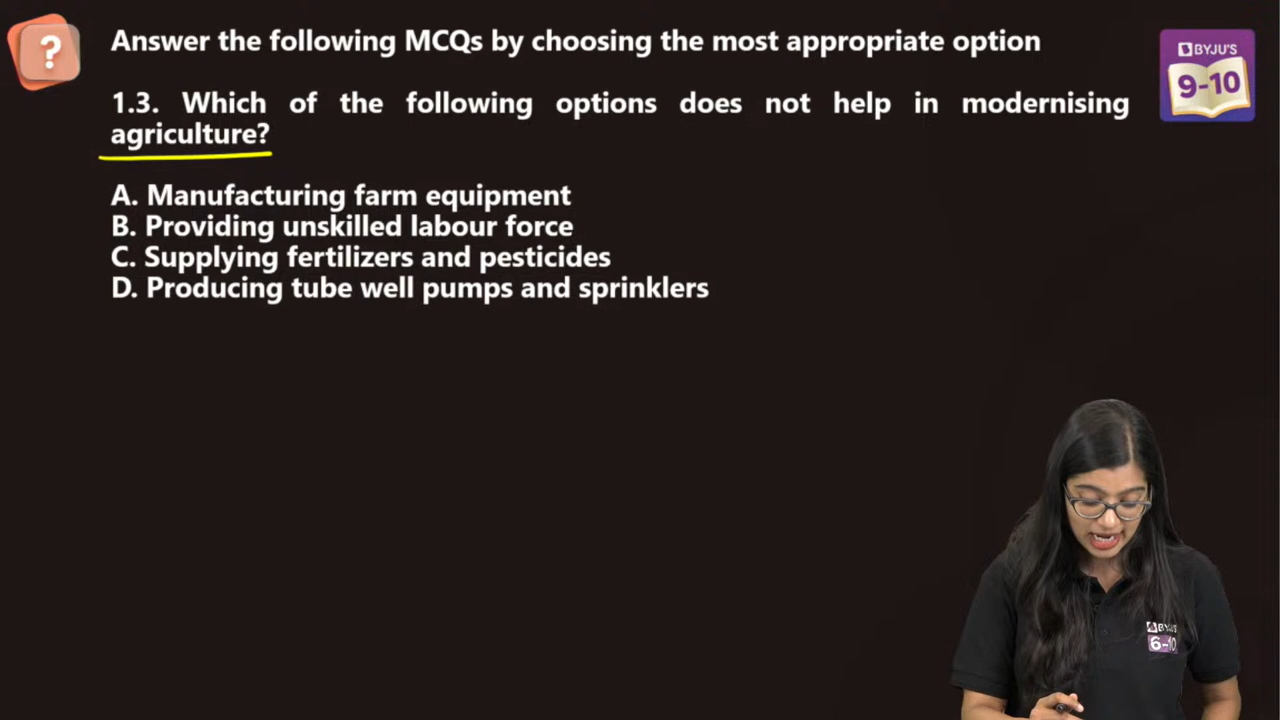 ?
Answer the following MCQs by choosing the most appropriate option
BYJU'S
9-10
1.3. Which of the following options does not help in modernising
agriculture?
A. Manufacturing farm equipment
B. Providing unskilled labour force
C. Supplying fertilizers and pesticides
D. Producing tube well pumps and sprinklers
6-10